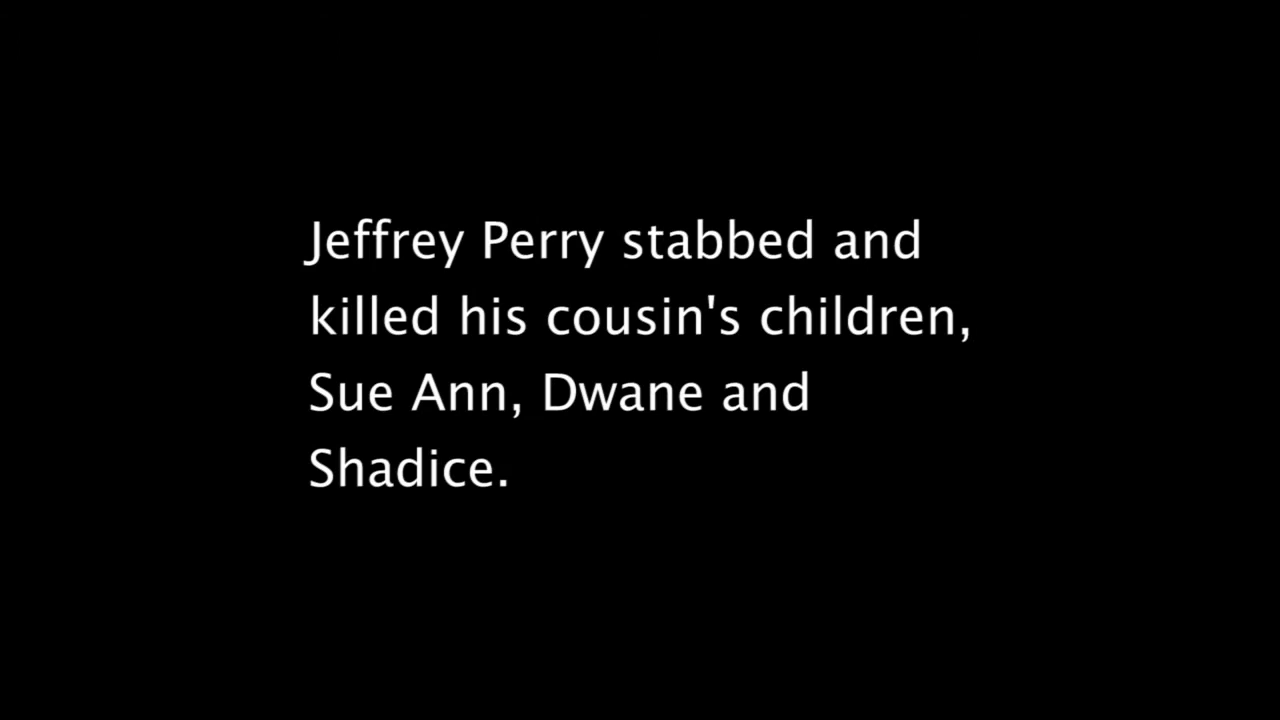 Jeffrey Perry stabbed and
killed his cousin's children,
Sue Ann, Dwane and
Shadice.